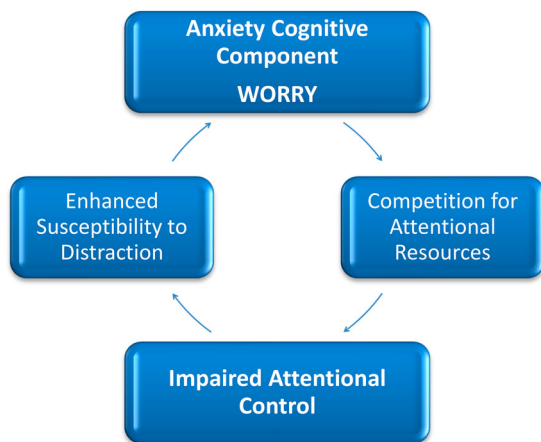 Anxiety Cognitive
Component
WORRY
Competition for
Attentional
Resources
Impaired Attentional
Control
Enhanced
Susceptibility to
Distraction